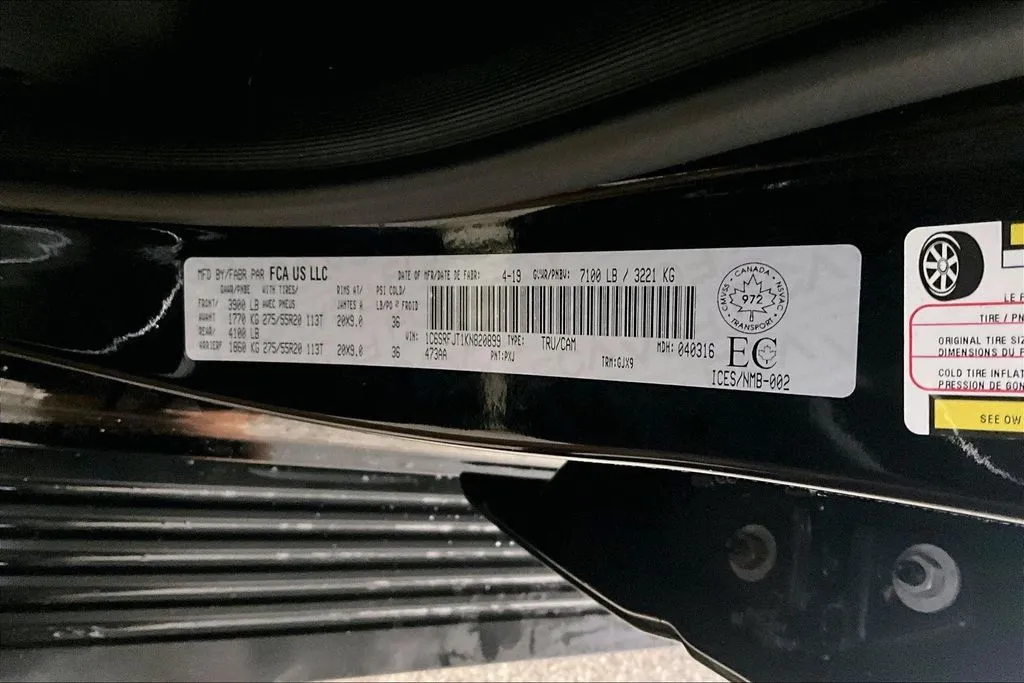 MFD BY/FABR PAR FCA US LLC
DATE OF MFR/DATE DE FABR: 4-19 GVWR/PNBV: 7100 LB / 3221 KG
GAWR/PNBE WITH TIRES/ RIMS AT/ PSI COLD/
FRONT/ 3900 LB AVEC PNEUS JANTES A LB/PO² FROID
AVANT 1770 KG 275/55R20 113T 20X9.0 36
REAR/ 4100 LB
ARRIERE 1860 KG 275/55R20 113T 20X9.0 36
VIN: 1C6SRFJT1KN820899 TYPE: TRU/CAM MDH: 040316
473AA PNT:PXJ TRM:GJX9
CMVSS CANADA NSVAC
972
TRANSPORT
EC
ICES/NMB-002
TIRE / PN
ORIGINAL TIRE SIZ
DIMENSIONS DU P
COLD TIRE INFLAT
PRESSION DE GON
SEE OW